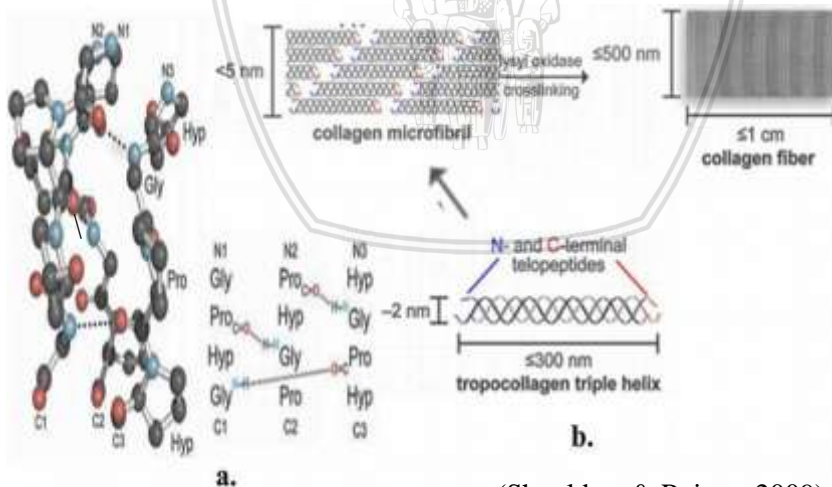 N2 N1
N3
Hyp
Gly
Pro
Hyp
C1
C2
C3
N1 N2 N3
Gly Pro Hyp
C=O
H-N
Pro Hyp Gly
C=O
H-N
Hyp Gly Pro
O=C
N-H
Gly Pro Hyp
C1 C2 C3
a.
<5 nm
collagen microfibril
lysyl oxidase
crosslinking
≤500 nm
≤1 cm
collagen fiber
N- and C-terminal
telopeptides
~2 nm
≤300 nm
tropocollagen triple helix
b.